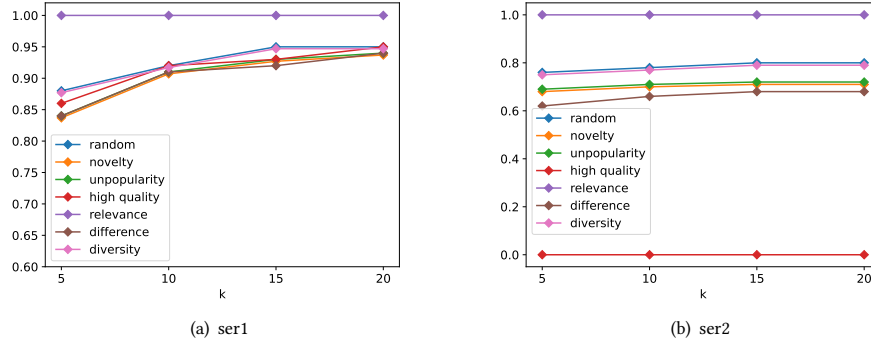 1.00
0.95
0.90
0.85
0.80
0.75
0.70
0.65
0.60
random
novelty
unpopularity
high quality
relevance
difference
diversity
5
10
15
20
k
(a) ser1
1.0
0.8
0.6
0.4
0.2
0.0
random
novelty
unpopularity
high quality
relevance
difference
diversity
5
10
15
20
k
(b) ser2